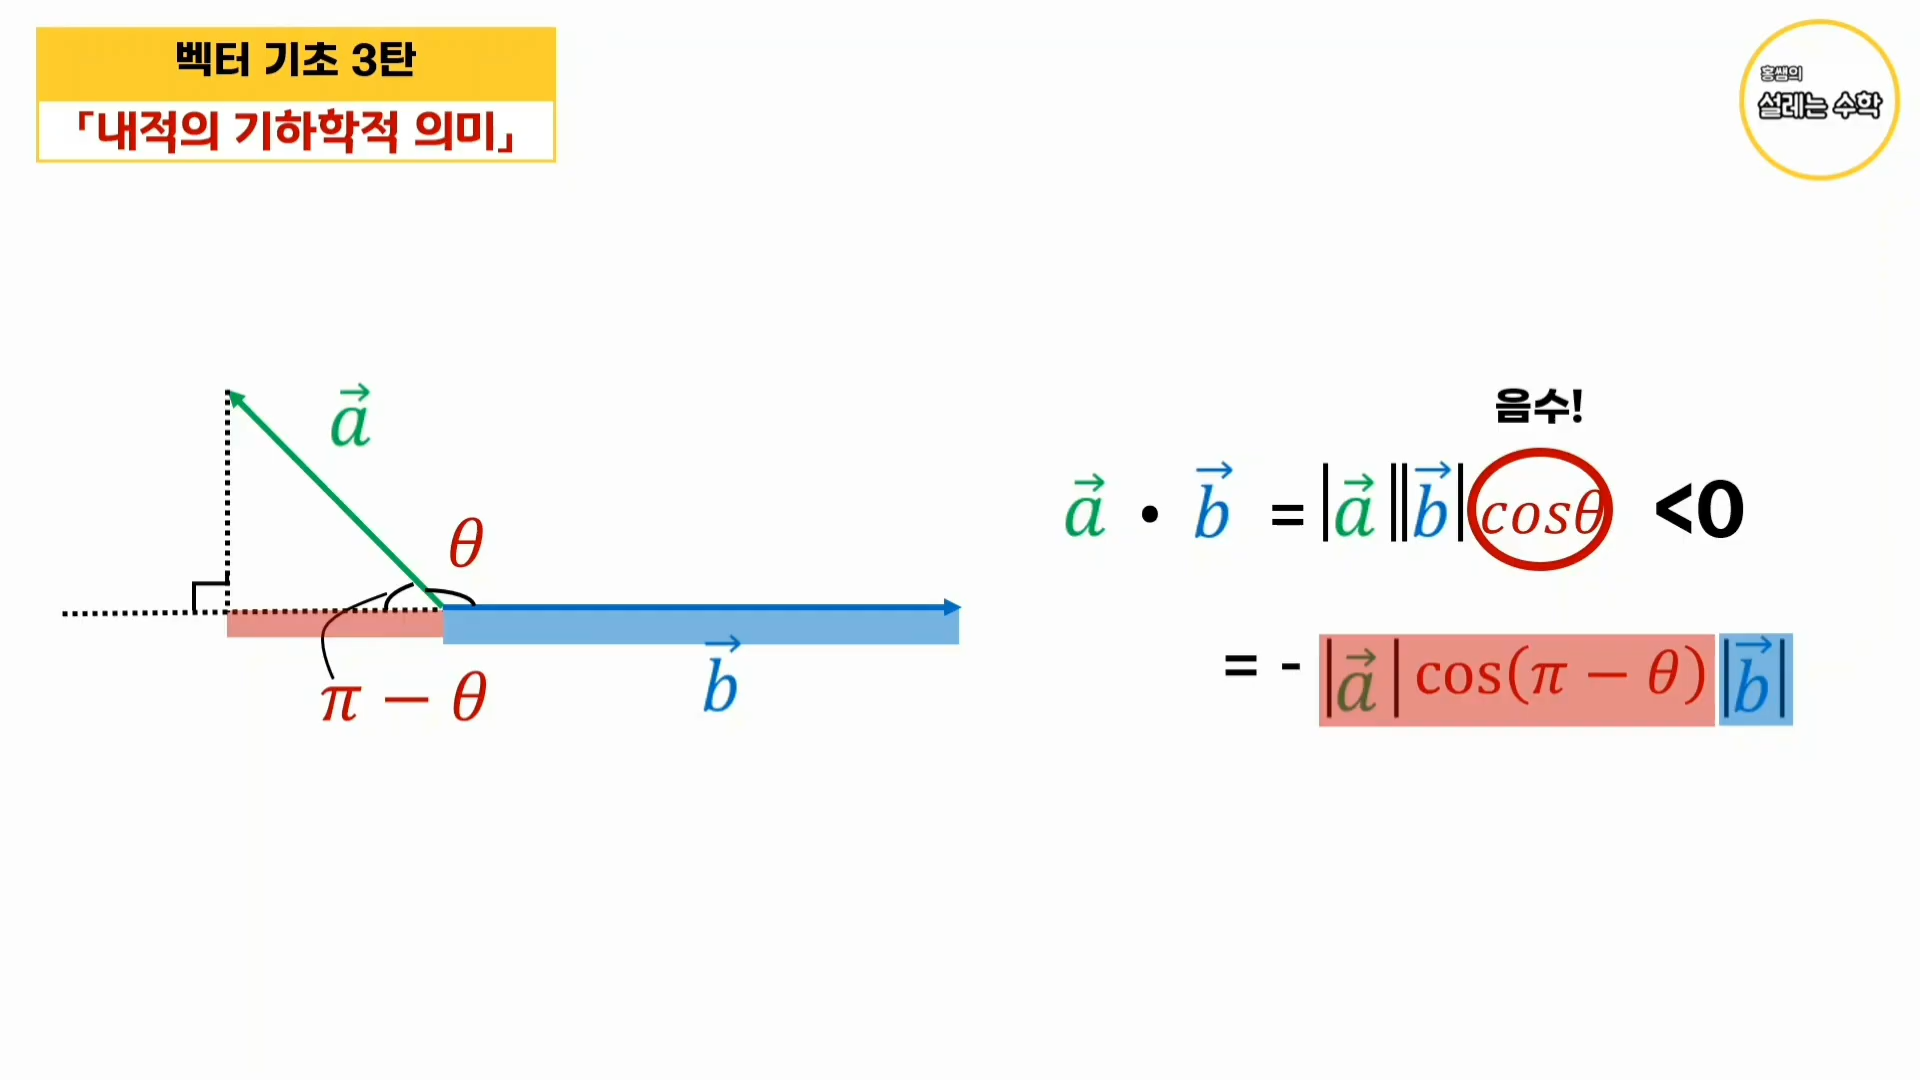 벡터 기초 3탄
「내적의 기하학적 의미」
홍쌤의
설레는 수학
a⃗
θ
π − θ
b⃗
음수!
a⃗ · b⃗ = |a⃗||b⃗|cosθ <0
= - |a⃗|cos(π − θ)|b⃗|